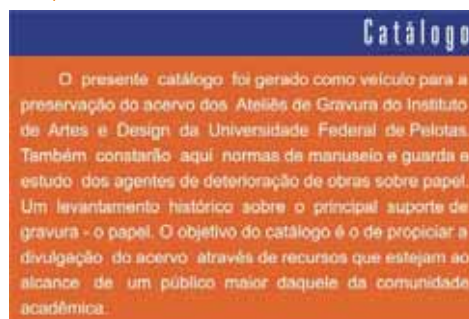 Catálogo
O presente catálogo foi gerado como veículo para a
preservação do acervo dos Ateliês de Gravura do Instituto
de Artes e Design da Universidade Federal de Pelotas.
Também constarão aqui normas de manuseio e guarda e
estudo dos agentes de deterioração de obras sobre papel.
Um levantamento histórico sobre o principal suporte de
gravura - o papel. O objetivo do catálogo é o de propiciar a
divulgação do acervo através de recursos que estejam ao
alcance de um público maior daquele da comunidade
acadêmica.